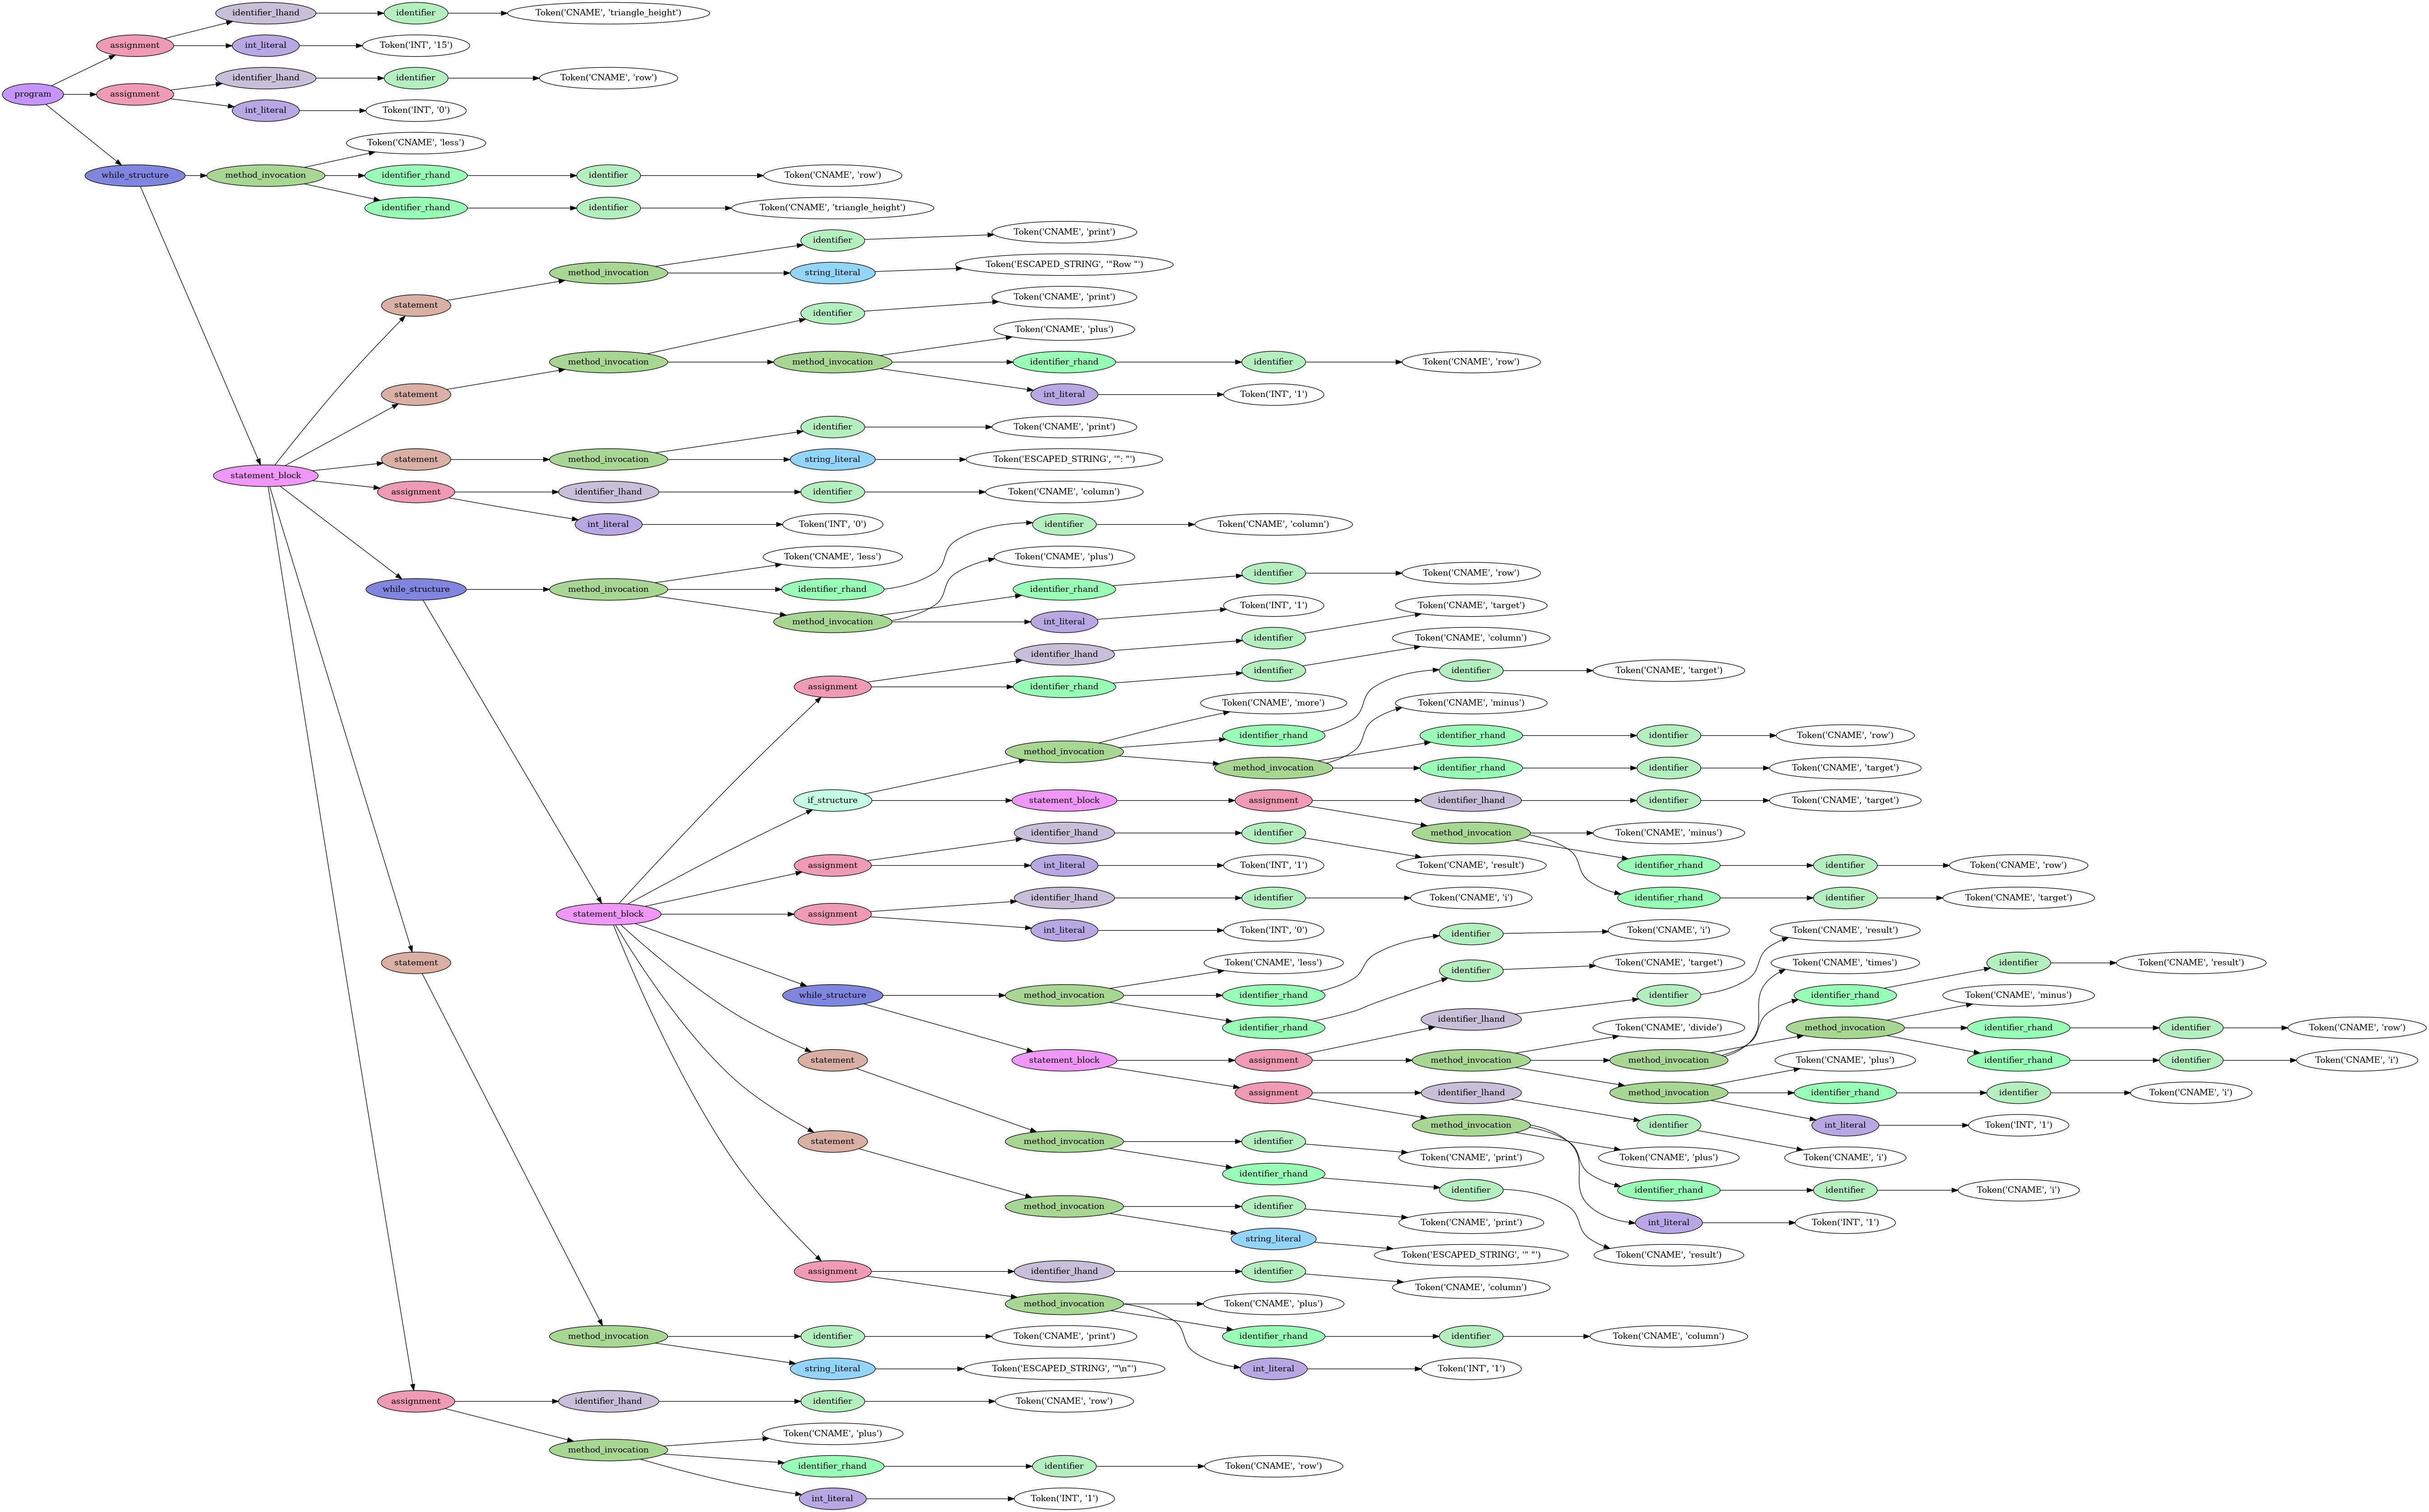 identifier_lhand identifier Token('CNAME', 'triangle_height')
assignment int_literal Token('INT', '15')
identifier_lhand identifier Token('CNAME', 'row')
program assignment
int_literal Token('INT', '0')
Token('CNAME', 'less')
while_structure method_invocation identifier_rhand identifier Token('CNAME', 'row')
identifier_rhand identifier Token('CNAME', 'triangle_height')
identifier Token('CNAME', 'print')
method_invocation string_literal Token('ESCAPED_STRING', '"Row "')
statement
identifier Token('CNAME', 'print')
Token('CNAME', 'plus')
method_invocation method_invocation identifier_rhand identifier Token('CNAME', 'row')
statement int_literal Token('INT', '1')
identifier Token('CNAME', 'print')
statement method_invocation string_literal Token('ESCAPED_STRING', '": "')
statement_block
assignment identifier_lhand identifier Token('CNAME', 'column')
int_literal Token('INT', '0') identifier Token('CNAME', 'column')
Token('CNAME', 'less') Token('CNAME', 'plus')
identifier Token('CNAME', 'row')
while_structure method_invocation identifier_rhand identifier_rhand
Token('INT', '1') Token('CNAME', 'target')
method_invocation int_literal
identifier Token('CNAME', 'column')
identifier_lhand
identifier Token('CNAME', 'target')
assignment identifier_rhand identifier
Token('CNAME', 'more') Token('CNAME', 'minus')
identifier_rhand identifier_rhand identifier Token('CNAME', 'row')
method_invocation
method_invocation identifier_rhand identifier Token('CNAME', 'target')
if_structure statement_block assignment identifier_lhand identifier Token('CNAME', 'target')
identifier_lhand identifier method_invocation Token('CNAME', 'minus')
assignment int_literal Token('INT', '1') Token('CNAME', 'result') identifier_rhand identifier Token('CNAME', 'row')
identifier_lhand identifier Token('CNAME', 'i') identifier_rhand identifier Token('CNAME', 'target')
statement_block assignment
int_literal Token('INT', '0') identifier Token('CNAME', 'i') Token('CNAME', 'result')
statement Token('CNAME', 'less') identifier Token('CNAME', 'target') Token('CNAME', 'times') identifier Token('CNAME', 'result')
while_structure method_invocation identifier_rhand identifier identifier_rhand Token('CNAME', 'minus')
identifier_lhand
identifier_rhand Token('CNAME', 'divide') method_invocation identifier_rhand identifier Token('CNAME', 'row')
statement statement_block assignment method_invocation method_invocation Token('CNAME', 'plus') identifier_rhand identifier Token('CNAME', 'i')
assignment identifier_lhand method_invocation identifier_rhand identifier Token('CNAME', 'i')
method_invocation identifier int_literal Token('INT', '1')
statement method_invocation identifier Token('CNAME', 'print') Token('CNAME', 'plus') Token('CNAME', 'i')
identifier_rhand identifier identifier_rhand identifier Token('CNAME', 'i')
method_invocation identifier Token('CNAME', 'print') int_literal Token('INT', '1')
string_literal Token('ESCAPED_STRING', '" "') Token('CNAME', 'result')
assignment identifier_lhand identifier Token('CNAME', 'column')
method_invocation Token('CNAME', 'plus')
method_invocation identifier Token('CNAME', 'print') identifier_rhand identifier Token('CNAME', 'column')
string_literal Token('ESCAPED_STRING', '"\n"') int_literal Token('INT', '1')
assignment identifier_lhand identifier Token('CNAME', 'row')
Token('CNAME', 'plus')
method_invocation
identifier_rhand identifier Token('CNAME', 'row')
int_literal Token('INT', '1')